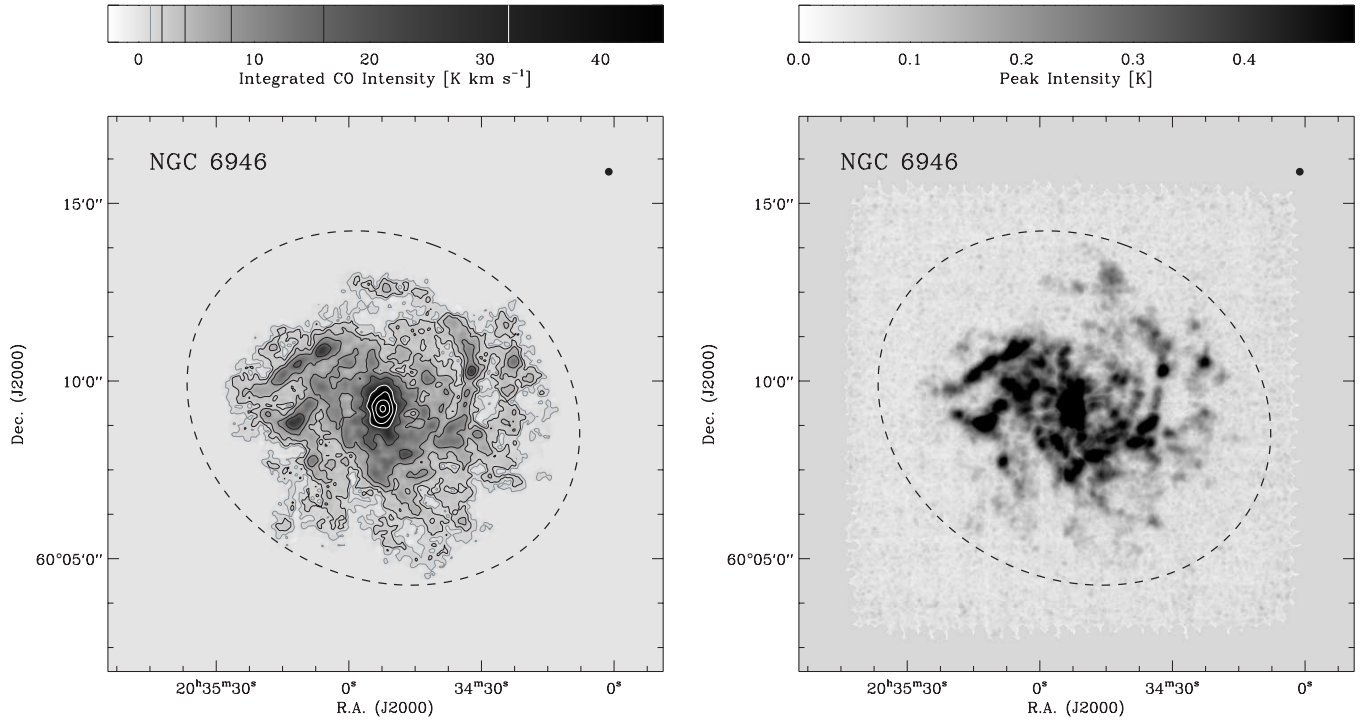 0 10 20 30 40
Integrated CO Intensity [K km s⁻¹]
NGC 6946
15′0″
10′0″
60°05′0″
Dec. (J2000)
20ʰ35ᵐ30ˢ 0ˢ 34ᵐ30ˢ 0ˢ
R.A. (J2000)
0.0 0.1 0.2 0.3 0.4
Peak Intensity [K]
NGC 6946
15′0″
10′0″
60°05′0″
Dec. (J2000)
20ʰ35ᵐ30ˢ 0ˢ 34ᵐ30ˢ 0ˢ
R.A. (J2000)